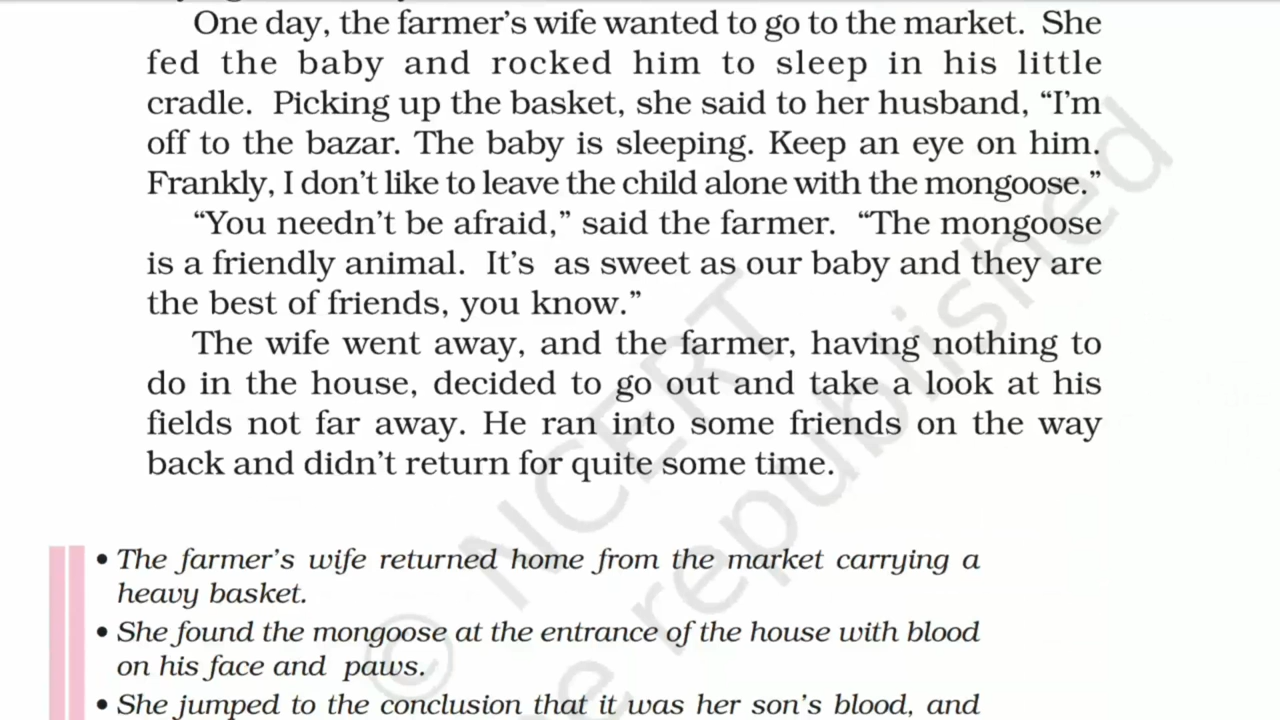 One day, the farmer’s wife wanted to go to the market. She
fed the baby and rocked him to sleep in his little
cradle. Picking up the basket, she said to her husband, “I’m
off to the bazar. The baby is sleeping. Keep an eye on him.
Frankly, I don’t like to leave the child alone with the mongoose.”
“You needn’t be afraid,” said the farmer. “The mongoose
is a friendly animal. It’s as sweet as our baby and they are
the best of friends, you know.”
The wife went away, and the farmer, having nothing to
do in the house, decided to go out and take a look at his
fields not far away. He ran into some friends on the way
back and didn’t return for quite some time.
• The farmer’s wife returned home from the market carrying a
heavy basket.
• She found the mongoose at the entrance of the house with blood
on his face and paws.
• She jumped to the conclusion that it was her son’s blood, and
© NCERT
republished